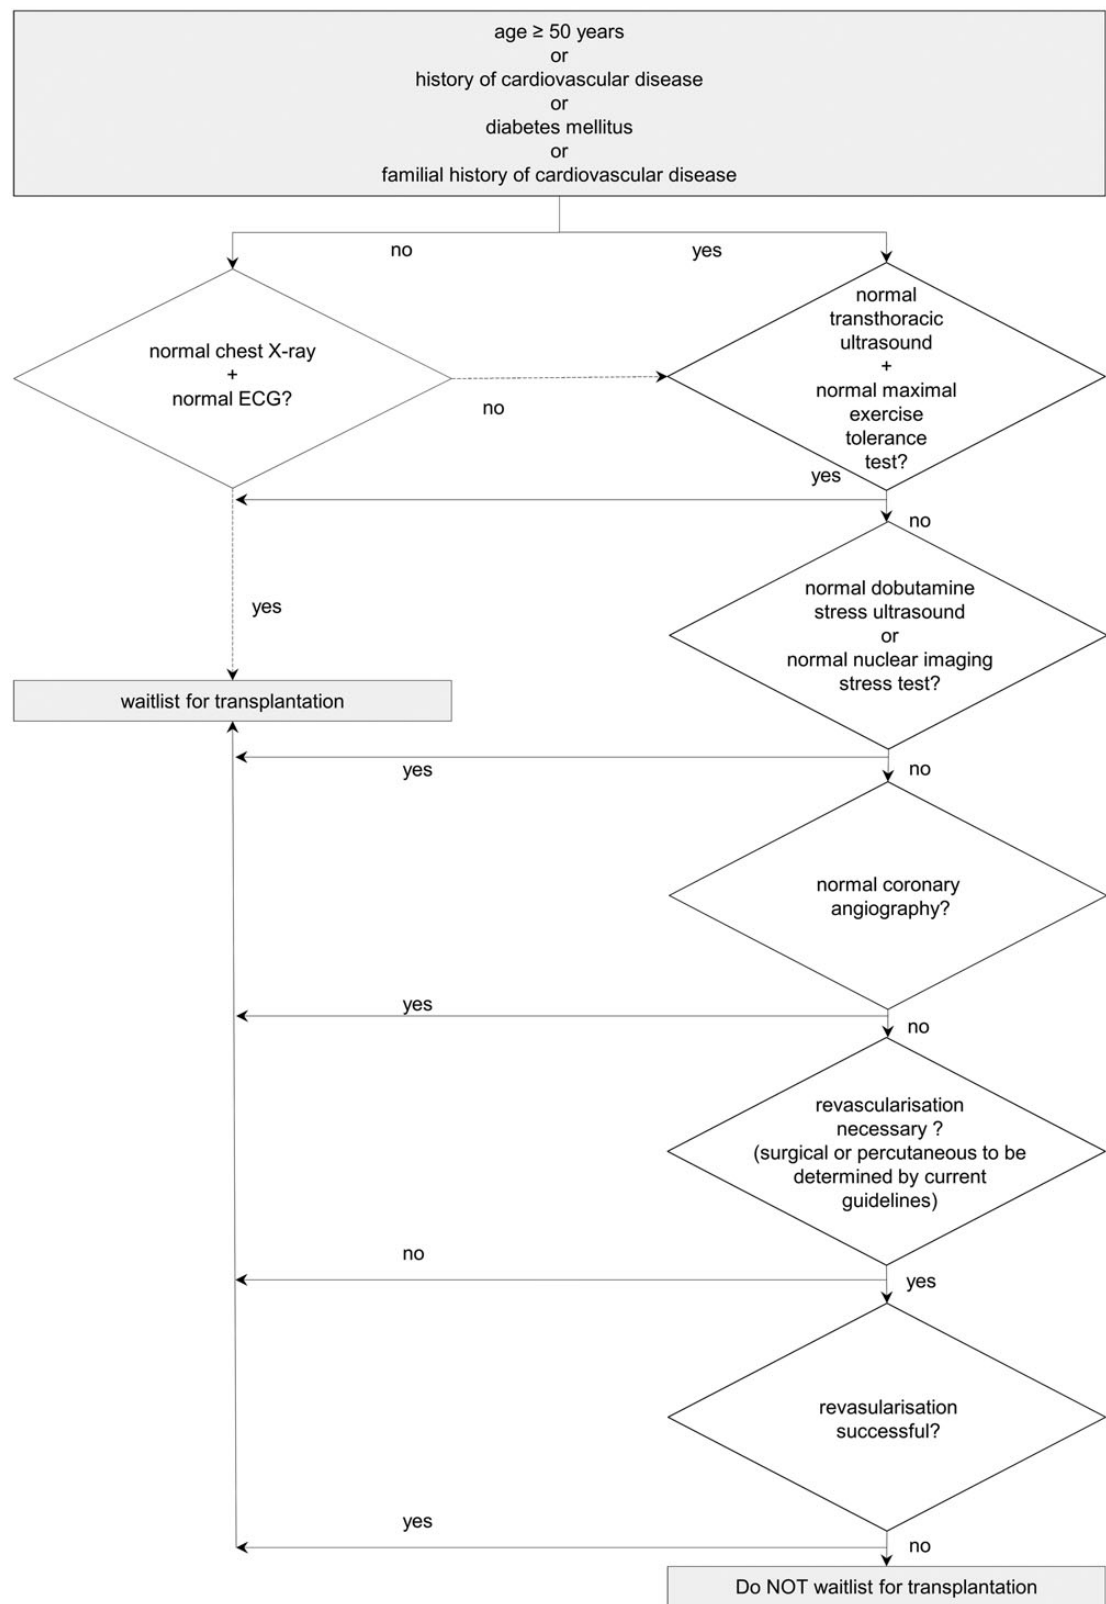 age ≥ 50 years
or
history of cardiovascular disease
or
diabetes mellitus
or
familial history of cardiovascular disease
no
yes
normal chest X-ray
+
normal ECG?
no
normal
transthoracic
ultrasound
+
normal maximal
exercise
tolerance
test?
yes
no
yes
normal dobutamine
stress ultrasound
or
normal nuclear imaging
stress test?
waitlist for transplantation
yes
no
normal coronary
angiography?
yes
no
revascularisation
necessary ?
(surgical or percutaneous to be
determined by current
guidelines)
no
yes
revasularisation
successful?
yes
no
Do NOT waitlist for transplantation